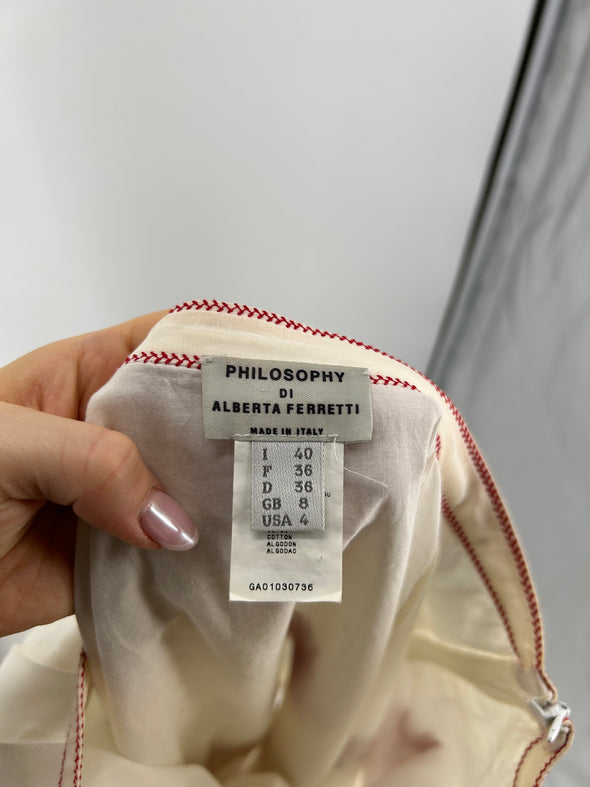 PHILOSOPHY
DI
ALBERTA FERRETTI
MADE IN ITALY
I 40
F 36
D 36
GB 8
USA 4
COTTON
ALGODON
ALGODAO
GA01030736